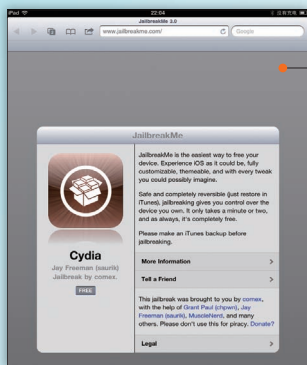 iPad 22:04
JailbreakMe 3.0
www.jailbreakme.com/ Google
JailbreakMe
JailbreakMe is the easiest way to free your
device. Experience iOS as it could be, fully
customizable, themeable, and with every tweak
you could possibly imagine.
Safe and completely reversible (just restore in
iTunes), jailbreaking gives you control over the
device you own. It only takes a minute or two,
and as always, it's completely free.
Please make an iTunes backup before
jailbreaking.
Cydia
Jay Freeman (saurik)
Jailbreak by comex.
FREE
More Information
Tell a Friend
This jailbreak was brought to you by comex,
with the help of Grant Paul (chpwn), Jay
Freeman (saurik), MuscleNerd, and many
others. Please don't use this for piracy. Donate?
Legal